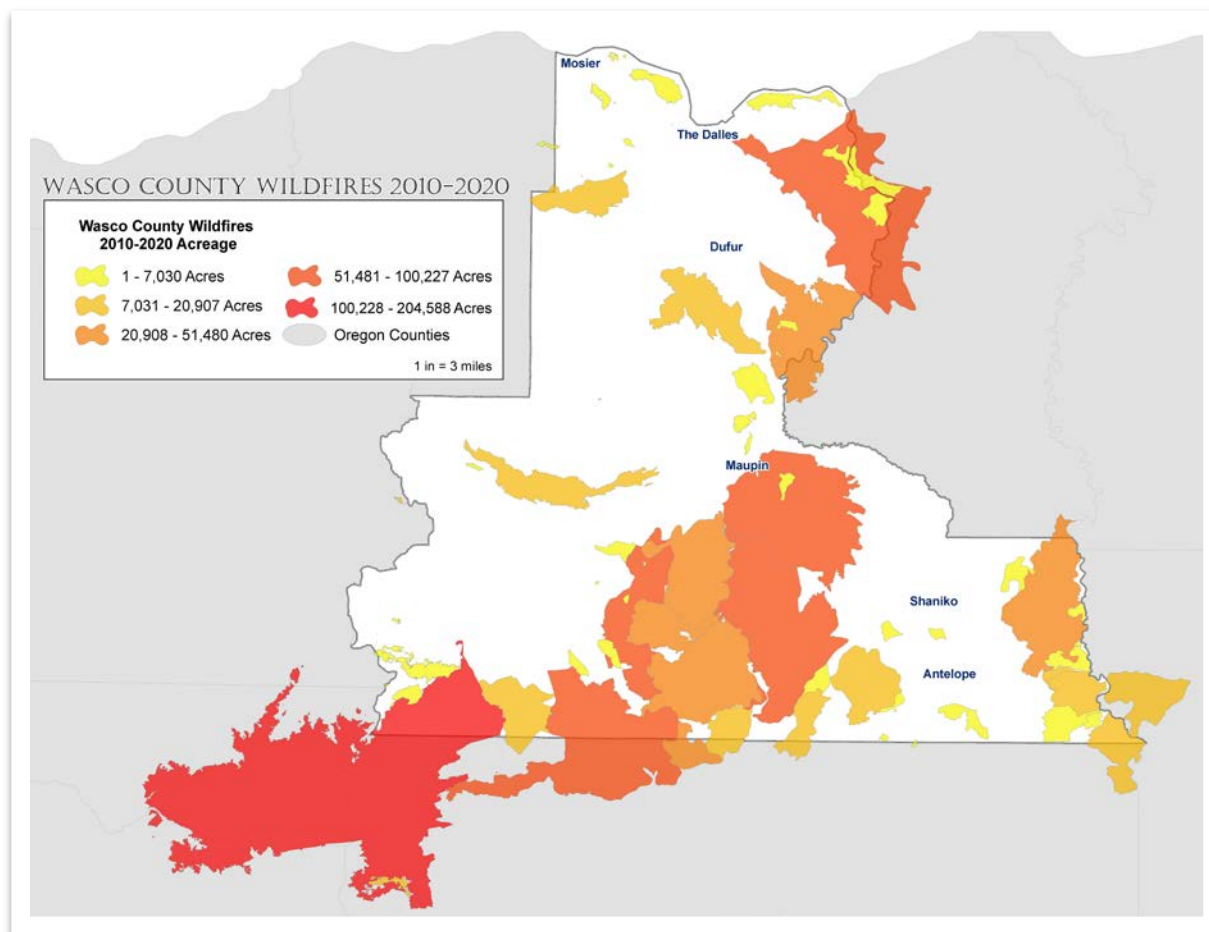 Mosier
The Dalles
WASCO COUNTY WILDFIRES 2010-2020
Wasco County Wildfires
2010-2020 Acreage
1 - 7,030 Acres
7,031 - 20,907 Acres
20,908 - 51,480 Acres
51,481 - 100,227 Acres
100,228 - 204,588 Acres
Oregon Counties
1 in = 3 miles
Dufur
Maupin
Shaniko
Antelope